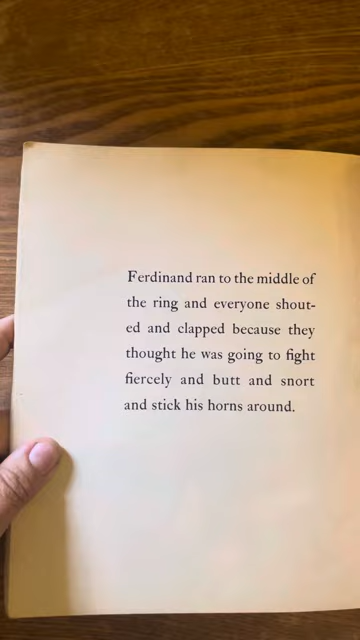 Ferdinand ran to the middle of
the ring and everyone shout-
ed and clapped because they
thought he was going to fight
fiercely and butt and snort
and stick his horns around.